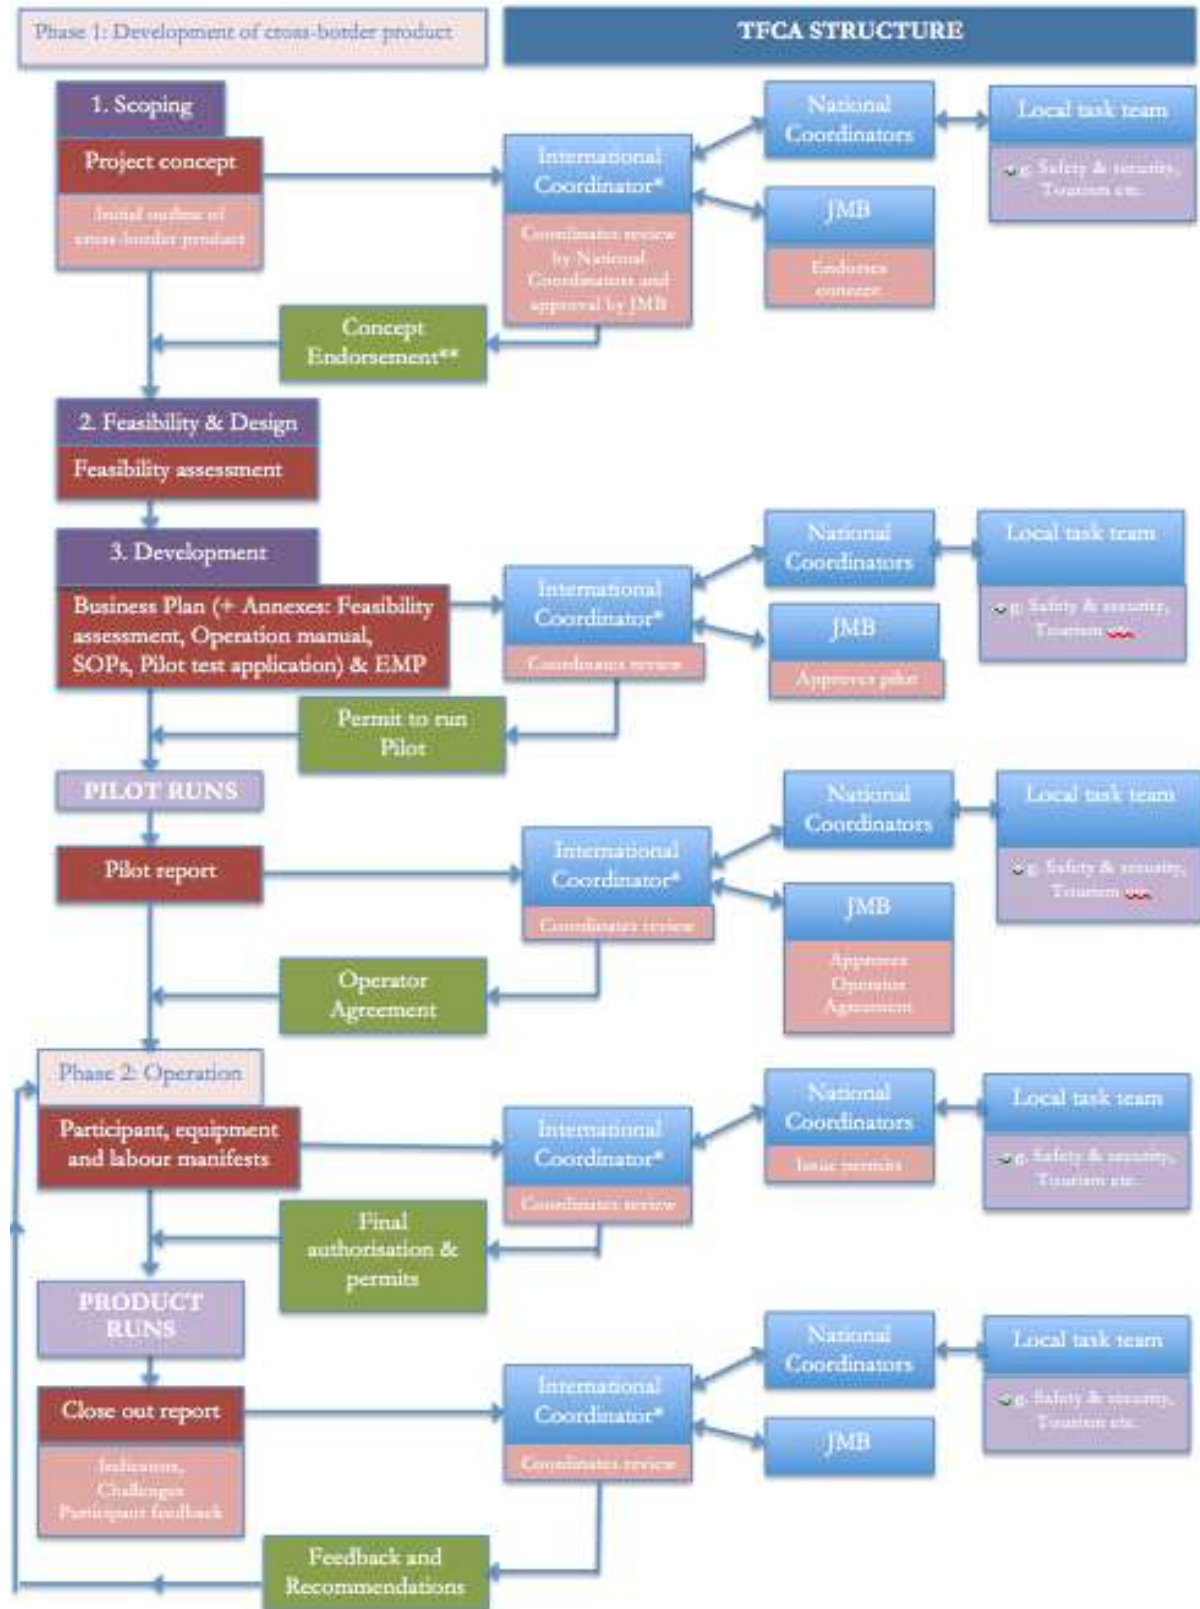 Phase 1: Development of cross-border product
TFCA STRUCTURE
1. Scoping
Project concept
Initial outline of
cross-border product
International
Coordinator*
Coordinates review
by National
Coordinators and
approval by JMB
National
Coordinators
Local task team
e.g. Safety & security,
Tourism etc.
JMB
Endorses
concept
Concept
Endorsement**
2. Feasibility & Design
Feasibility assessment
3. Development
Business Plan (+ Annexes: Feasibility
assessment, Operation manual,
SOPs, Pilot test application) & EMP
International
Coordinator*
Coordinates review
National
Coordinators
Local task team
e.g. Safety & security,
Tourism
JMB
Approves pilot
Permit to run
Pilot
PILOT RUNS
Pilot report
International
Coordinator*
Coordinates review
National
Coordinators
Local task team
e.g. Safety & security,
Tourism
JMB
Approves
Operator
Agreement
Operator
Agreement
Phase 2: Operation
Participant, equipment
and labour manifests
International
Coordinator*
Coordinates review
National
Coordinators
Issue permits
Local task team
e.g. Safety & security,
Tourism etc.
Final
authorisation &
permits
PRODUCT
RUNS
Close out report
Indicators,
Challenges
Participant feedback
International
Coordinator*
Coordinates review
National
Coordinators
Local task team
e.g. Safety & security,
Tourism etc.
JMB
Feedback and
Recommendations